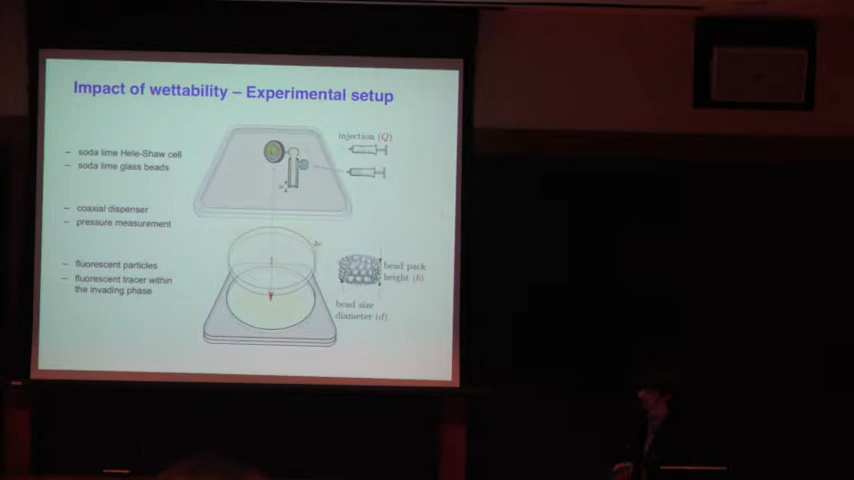 Impact of wettability – Experimental setup
– soda lime Hele-Shaw cell
– soda lime glass beads
– coaxial dispenser
– pressure measurement
– fluorescent particles
– fluorescent tracer within
the invading phase
injection (Q)
bead pack
height (b)
bead size
diameter (d)